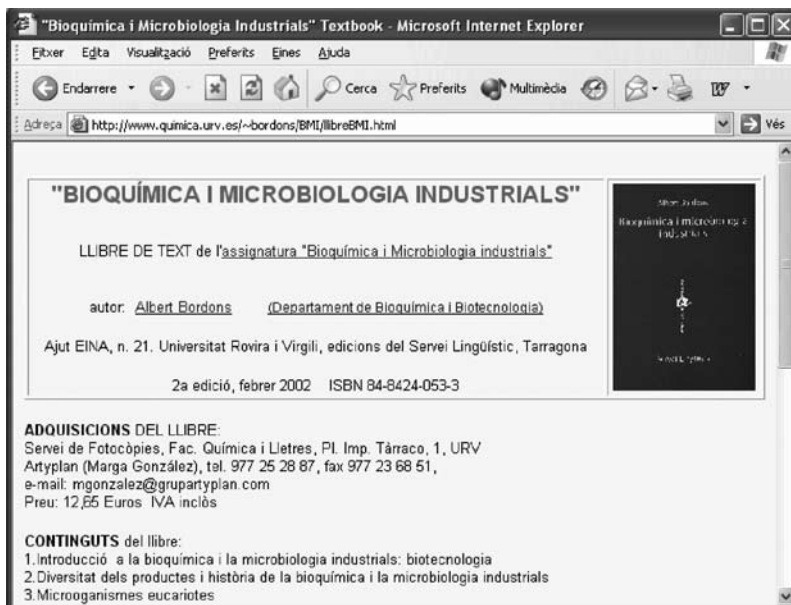 "Bioquímica i Microbiologia Industrials" Textbook - Microsoft Internet Explorer
Fitxer Edita Visualització Preferits Eines Ajuda
Endarrere Cerca Preferits Multimèdia
Adreça http://www.quimica.urv.es/~bordons/BMI/llibreBMI.html Vés
"BIOQUÍMICA I MICROBIOLOGIA INDUSTRIALS"
LLIBRE DE TEXT de l'assignatura "Bioquímica i Microbiologia industrials"
autor: Albert Bordons (Departament de Bioquímica i Biotecnologia)
Ajut EINA, n. 21. Universitat Rovira i Virgili, edicions del Servei Lingüístic, Tarragona
2a edició, febrer 2002 ISBN 84-8424-053-3
Bioquímica i microbiologia
industrials
ADQUISICIONS DEL LLIBRE:
Servei de Fotocòpies, Fac. Química i Lletres, Pl. Imp. Tàrraco, 1, URV
Artyplan (Marga González), tel. 977 25 28 87, fax 977 23 68 51,
e-mail: mgonzalez@grupartyplan.com
Preu: 12,65 Euros IVA inclòs
CONTINGUTS del llibre:
1.Introducció a la bioquímica i la microbiologia industrials: biotecnologia
2.Diversitat dels productes i història de la bioquímica i la microbiologia industrials
3.Microoganismes eucariotes